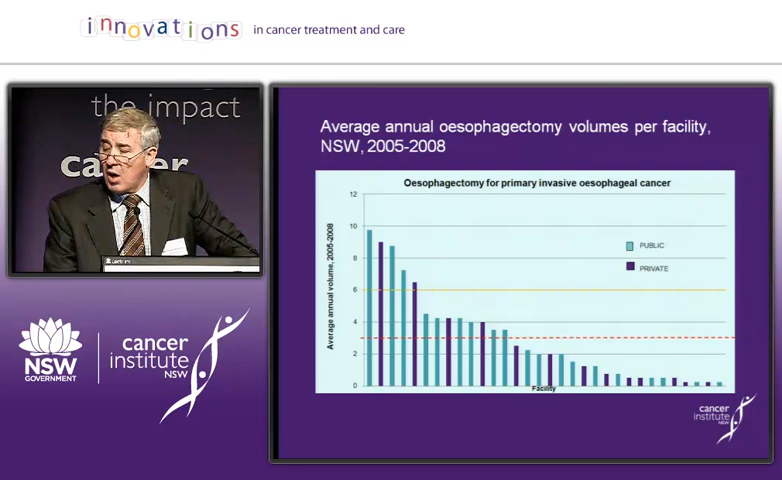 innovations in cancer treatment and care
the impact
cancer
Average annual oesophagectomy volumes per facility,
NSW, 2005-2008
Oesophagectomy for primary invasive oesophageal cancer
Average annual volume, 2005-2008
12
10
8
6
4
2
0
PUBLIC
PRIVATE
Facility
NSW
GOVERNMENT
cancer
institute
NSW
cancer
institute
NSW